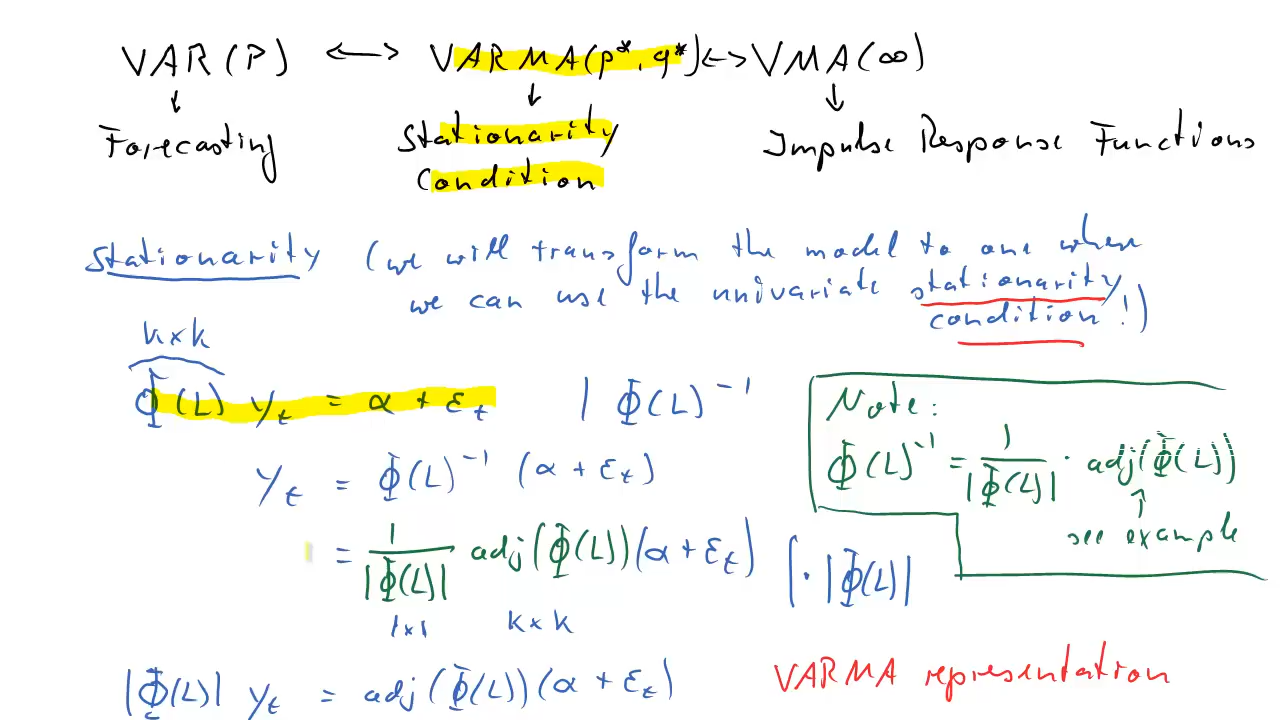 VAR(P) ⟷ VARMA(p*, q*) ⟷ VMA(∞)
↓ ↓ ↓
Forecasting Stationarity Condition Impulse Response Functions
Stationarity (we will transform the model to one where
we can use the univariate stationarity
condition!)
k×k
Φ(L) y_t = α + ε_t | Φ(L)^-1
y_t = Φ(L)^-1 (α + ε_t)
= 1/|Φ(L)| adj(Φ(L))(α + ε_t) | · |Φ(L)|
1×1 k×k
|Φ(L)| y_t = adj(Φ(L))(α + ε_t)
Note:
Φ(L)^-1 = 1/|Φ(L)| · adj(Φ(L))
↑
see example
VARMA representation